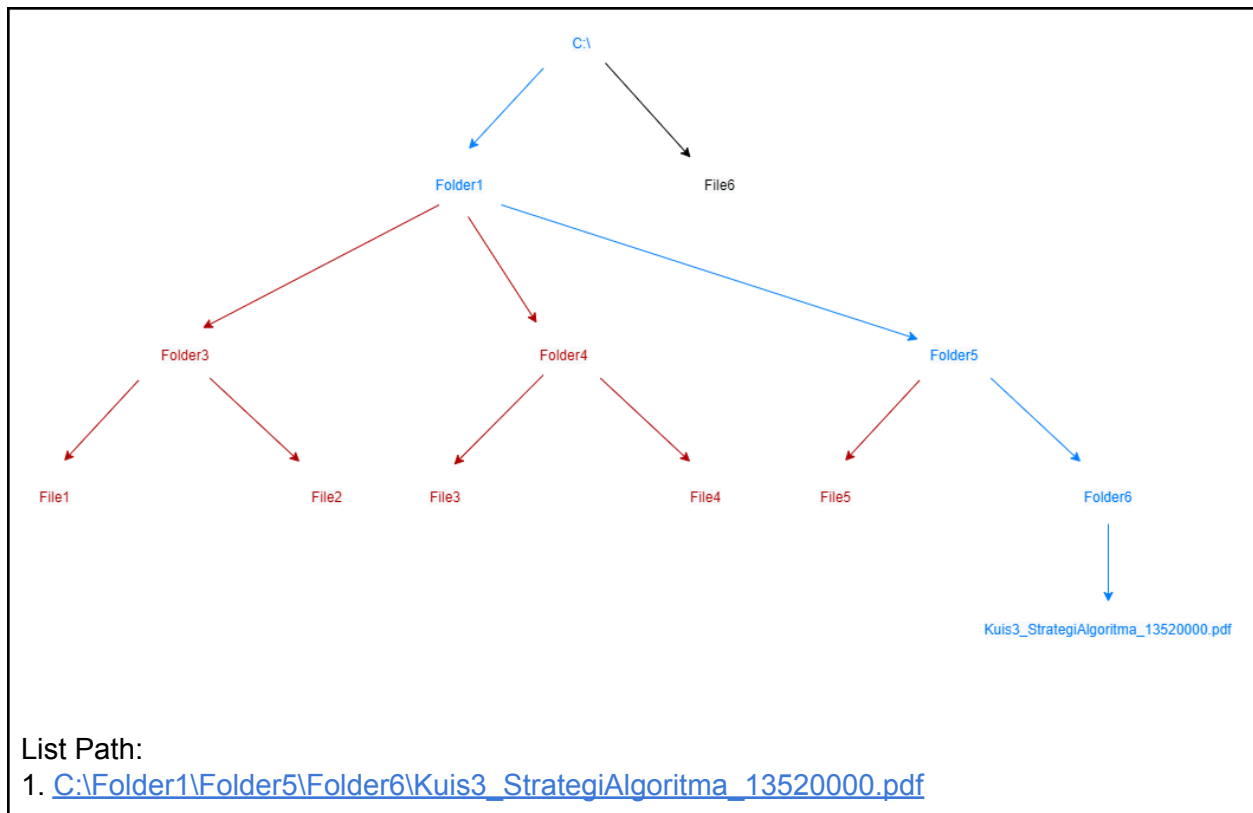 C:\
Folder1
File6
Folder3
Folder4
Folder5
File1
File2
File3
File4
File5
Folder6
Kuis3_StrategiAlgoritma_13520000.pdf
List Path:
1. C:\Folder1\Folder5\Folder6\Kuis3_StrategiAlgoritma_13520000.pdf